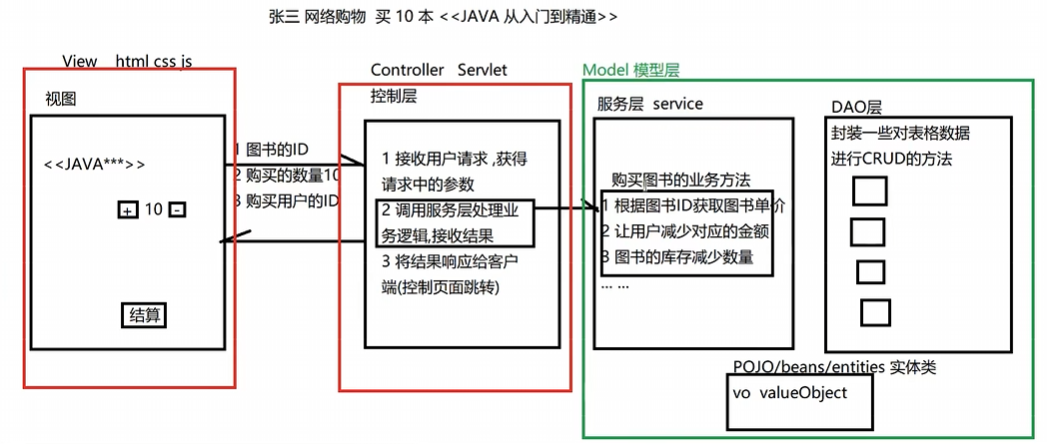 张三 网络购物 买 10 本 <<JAVA 从入门到精通>>
View html css js
视图
<<JAVA***>>
+ 10 -
结算
1 图书的ID
2 购买的数量10
3 购买用户的ID
Controller Servlet
控制层
1 接收用户请求 ,获得
请求中的参数
2 调用服务层处理业
务逻辑,接收结果
3 将结果响应给客户
端(控制页面跳转)
Model 模型层
服务层 service
购买图书的业务方法
1 根据图书ID获取图书单价
2 让用户减少对应的金额
3 图书的库存减少数量
... ...
DAO层
封装一些对表格数据
进行CRUD的方法
POJO/beans/entities 实体类
vo valueObject